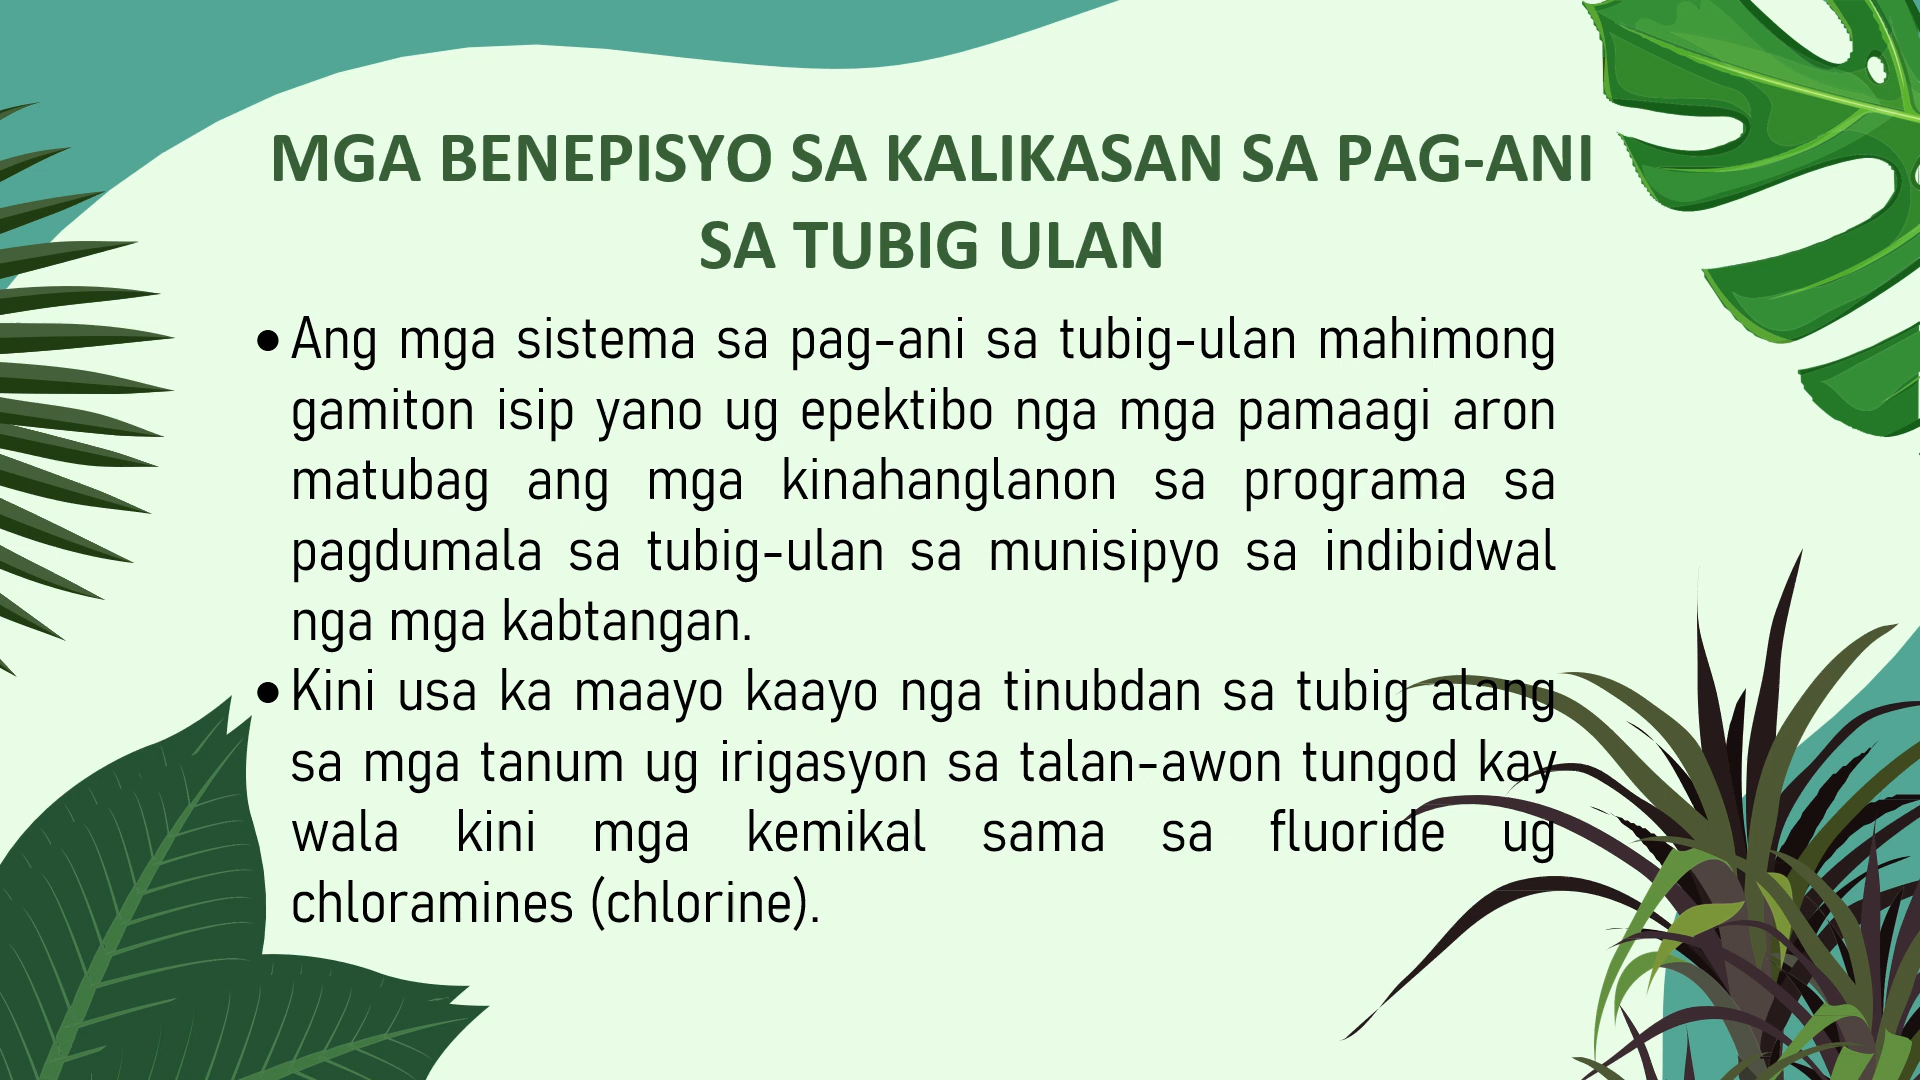 MGA BENEPISYO SA KALIKASAN SA PAG-ANI
SA TUBIG ULAN
• Ang mga sistema sa pag-ani sa tubig-ulan mahimong
gamiton isip yano ug epektibo nga mga pamaagi aron
matubag ang mga kinahanglanon sa programa sa
pagdumala sa tubig-ulan sa munisipyo sa indibidwal
nga mga kabtangan.
• Kini usa ka maayo kaayo nga tinubdan sa tubig alang
sa mga tanum ug irigasyon sa talan-awon tungod kay
wala kini mga kemikal sama sa fluoride ug
chloramines (chlorine).